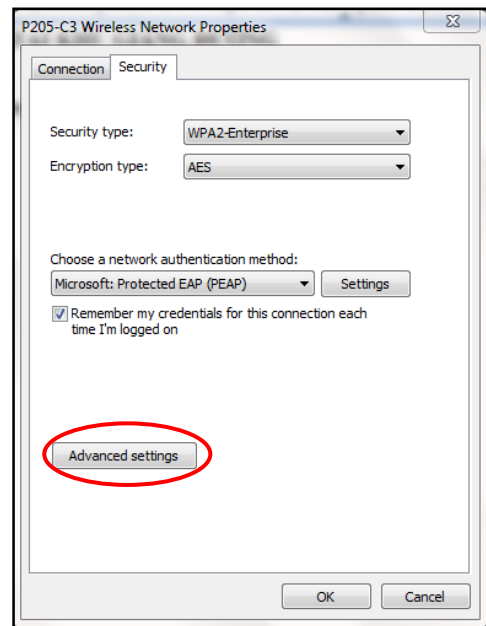 P205-C3 Wireless Network Properties
Connection Security
Security type: WPA2-Enterprise
Encryption type: AES
Choose a network authentication method:
Microsoft: Protected EAP (PEAP) Settings
Remember my credentials for this connection each
time I'm logged on
Advanced settings
OK Cancel